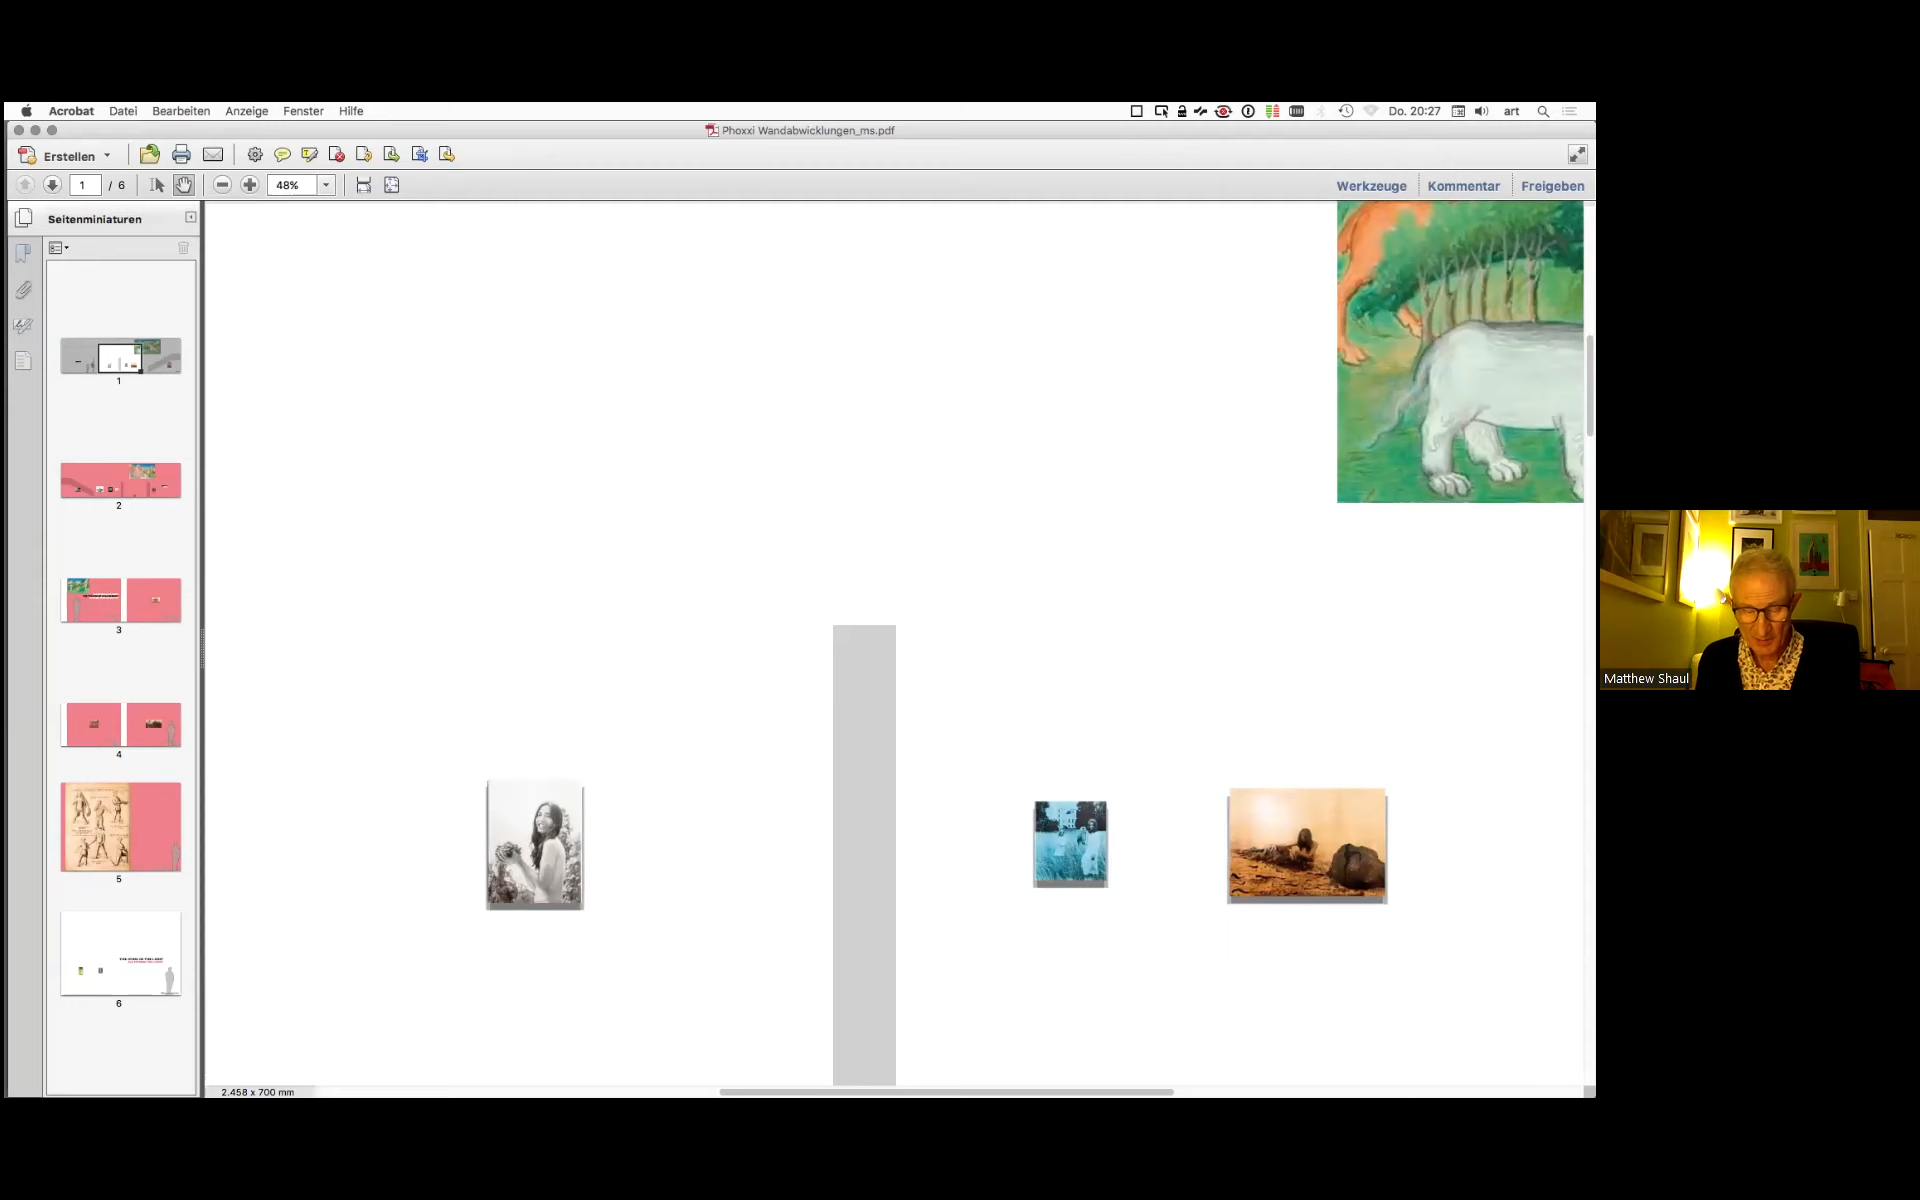 Acrobat Datei Bearbeiten Anzeige Fenster Hilfe
Do. 20:27 art
Phoxxi Wandabwicklungen_ms.pdf
Erstellen
1 / 6 48%
Werkzeuge Kommentar Freigeben
Seitenminiaturen
1
2
3
4
5
6
2.458 x 700 mm
Matthew Shaul